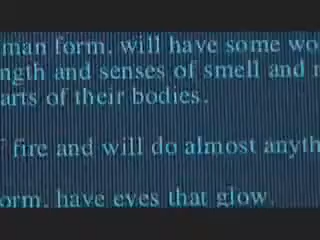 man form, will have some wo
ngth and senses of smell and
arts of their bodies.
fire and will do almost anyth
orm, have eyes that glow.